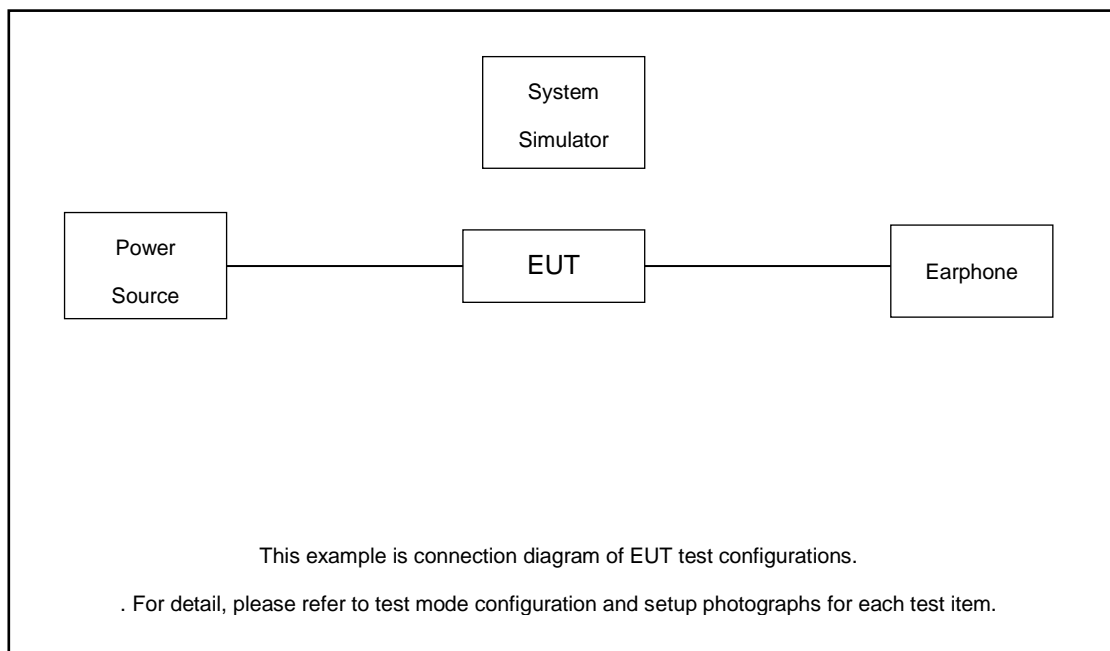 System
Simulator
Power
Source
EUT
Earphone
This example is connection diagram of EUT test configurations.
. For detail, please refer to test mode configuration and setup photographs for each test item.